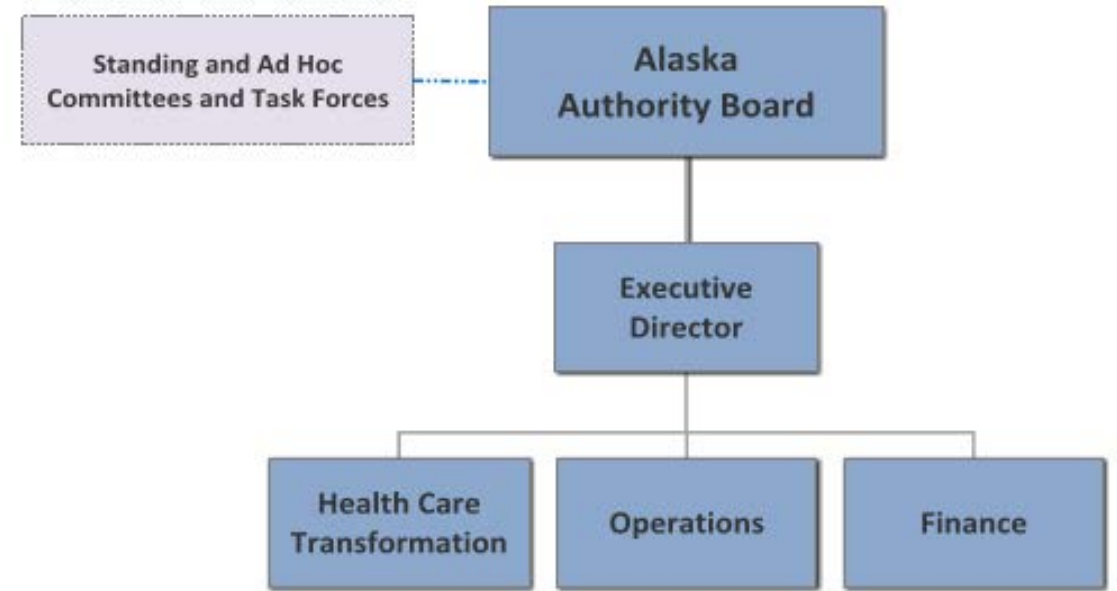 Standing and Ad Hoc
Committees and Task Forces
Alaska
Authority Board
Executive
Director
Health Care
Transformation
Operations
Finance